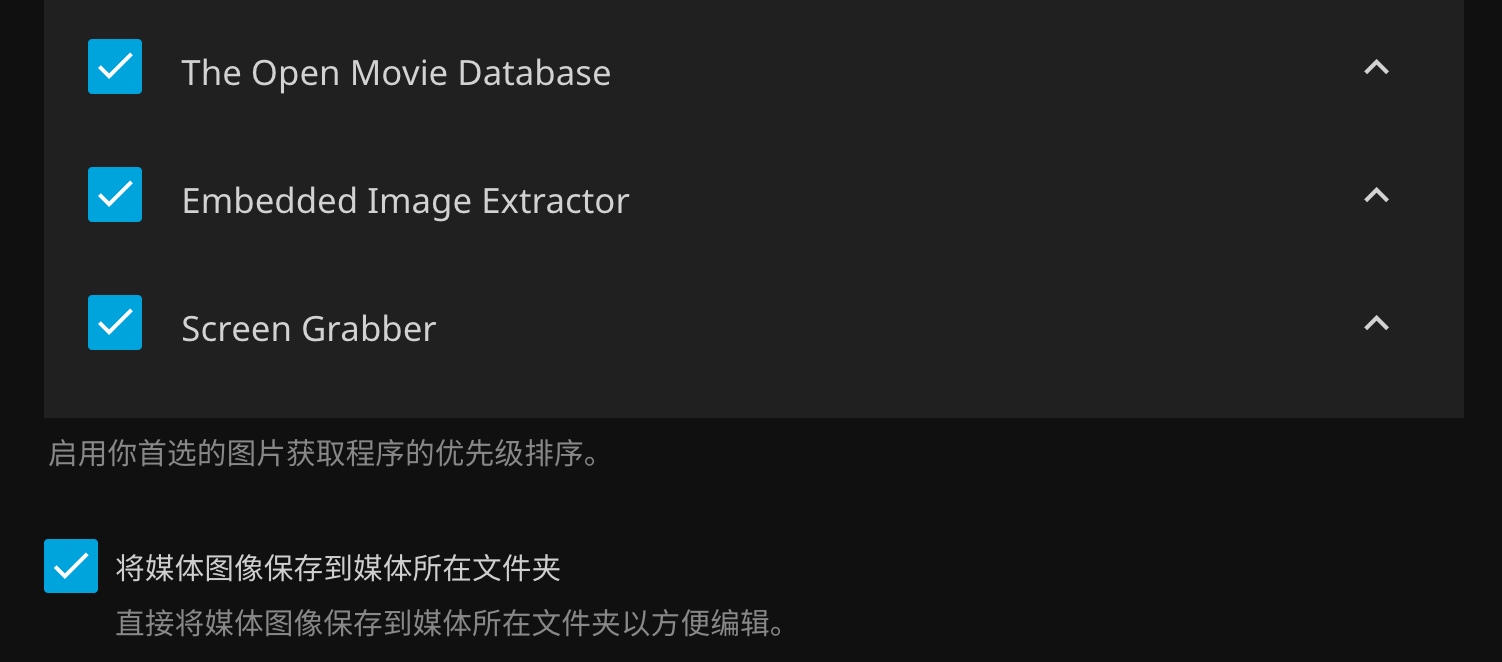 The Open Movie Database
Embedded Image Extractor
Screen Grabber
启用你首选的图片获取程序的优先级排序。
将媒体图像保存到媒体所在文件夹
直接将媒体图像保存到媒体所在文件夹以方便编辑。